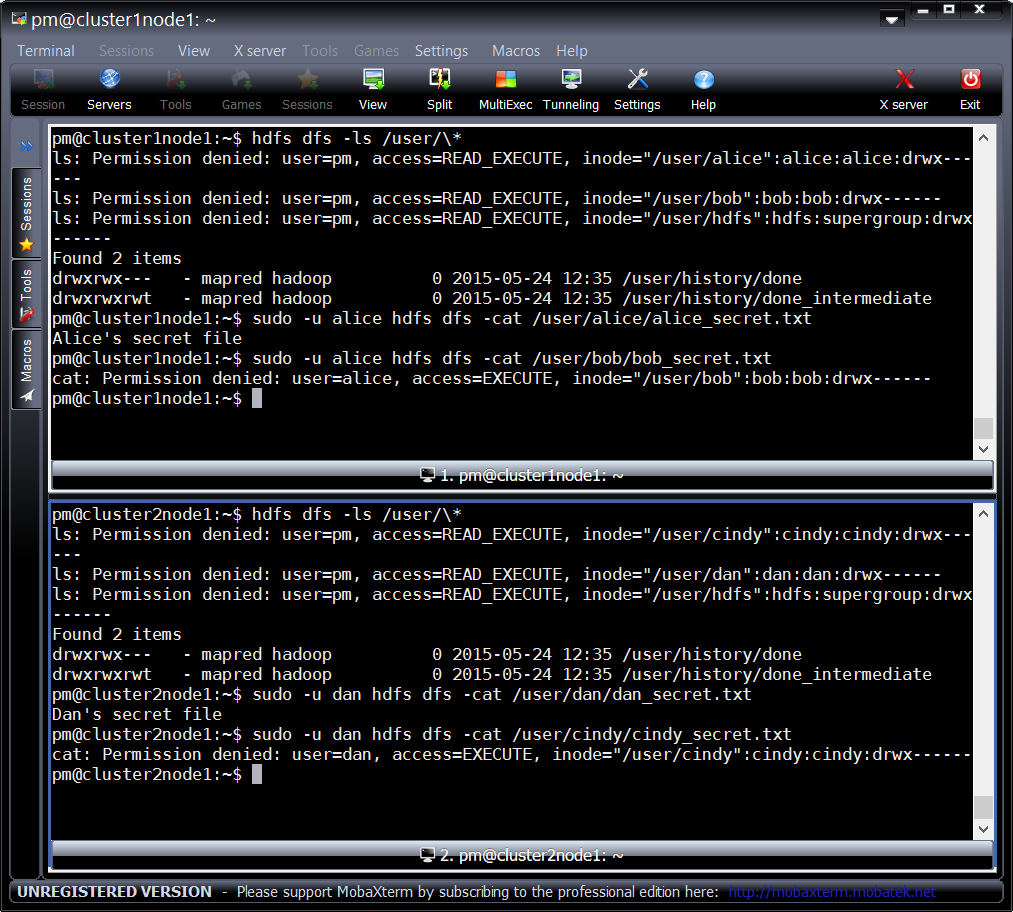 pm@cluster1node1: ~
Terminal Sessions View X server Tools Games Settings Macros Help
Session Servers Tools Games Sessions View Split MultiExec Tunneling Settings Help X server Exit
Sessions
Tools
Macros
pm@cluster1node1:~$ hdfs dfs -ls /user/\*
ls: Permission denied: user=pm, access=READ_EXECUTE, inode="/user/alice":alice:alice:drwx---
---
ls: Permission denied: user=pm, access=READ_EXECUTE, inode="/user/bob":bob:bob:drwx------
ls: Permission denied: user=pm, access=READ_EXECUTE, inode="/user/hdfs":hdfs:supergroup:drwx
------
Found 2 items
drwxrwx---   - mapred hadoop          0 2015-05-24 12:35 /user/history/done
drwxrwxrwt   - mapred hadoop          0 2015-05-24 12:35 /user/history/done_intermediate
pm@cluster1node1:~$ sudo -u alice hdfs dfs -cat /user/alice/alice_secret.txt
Alice's secret file
pm@cluster1node1:~$ sudo -u alice hdfs dfs -cat /user/bob/bob_secret.txt
cat: Permission denied: user=alice, access=EXECUTE, inode="/user/bob":bob:bob:drwx------
pm@cluster1node1:~$
1. pm@cluster1node1: ~
pm@cluster2node1:~$ hdfs dfs -ls /user/\*
ls: Permission denied: user=pm, access=READ_EXECUTE, inode="/user/cindy":cindy:cindy:drwx---
---
ls: Permission denied: user=pm, access=READ_EXECUTE, inode="/user/dan":dan:dan:drwx------
ls: Permission denied: user=pm, access=READ_EXECUTE, inode="/user/hdfs":hdfs:supergroup:drwx
------
Found 2 items
drwxrwx---   - mapred hadoop          0 2015-05-24 12:35 /user/history/done
drwxrwxrwt   - mapred hadoop          0 2015-05-24 12:35 /user/history/done_intermediate
pm@cluster2node1:~$ sudo -u dan hdfs dfs -cat /user/dan/dan_secret.txt
Dan's secret file
pm@cluster2node1:~$ sudo -u dan hdfs dfs -cat /user/cindy/cindy_secret.txt
cat: Permission denied: user=dan, access=EXECUTE, inode="/user/cindy":cindy:cindy:drwx------
pm@cluster2node1:~$
2. pm@cluster2node1: ~
UNREGISTERED VERSION - Please support MobaXterm by subscribing to the professional edition here: http://mobaxterm.mobatek.net